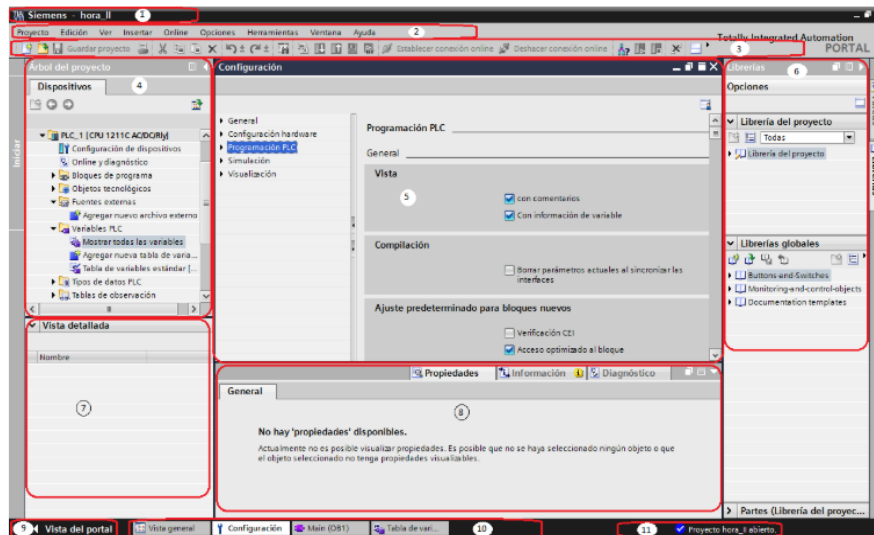 Siemens - hora_II
1
Proyecto Edición Ver Insertar Online Opciones Herramientas Ventana Ayuda
2
Totally Integrated Automation
PORTAL
Guardar proyecto
Establecer conexión online
Deshacer conexión online
3
Árbol del proyecto
Dispositivos
4
PLC_1 [CPU 1211C AC/DC/Rly]
Configuración de dispositivos
Online y diagnóstico
Bloques de programa
Objetos tecnológicos
Fuentes externas
Agregar nuevo archivo externo
Variables PLC
Mostrar todas las variables
Agregar nueva tabla de varia...
Tabla de variables estándar [...
Tipos de datos PLC
Tablas de observación
Iniciar
Vista detallada
Nombre
7
Configuración
General
Configuración hardware
Programación PLC
Simulación
Visualización
Programación PLC
General
Vista
5
con comentarios
Con información de variable
Compilación
Borrar parámetros actuales al sincronizar las
interfaces
Ajuste predeterminado para bloques nuevos
Verificación CEI
Acceso optimizado al bloque
Propiedades
Información
Diagnóstico
General
8
No hay 'propiedades' disponibles.
Actualmente no es posible visualizar propiedades. Es posible que no se haya seleccionado ningún objeto o que
el objeto seleccionado no tenga propiedades visualizables.
Librerías
6
Opciones
Librería del proyecto
Todas
Librería del proyecto
Librerías globales
Buttons-and-Switches
Monitoring-and-control-objects
Documentation templates
Partes (Librería del proyec...
9
Vista del portal
Vista general
Configuración
Main (OB1)
Tabla de vari...
10
11
Proyecto hora_II abierto.